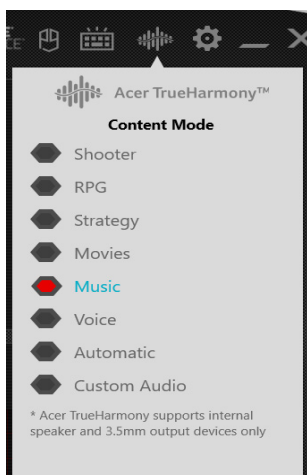 Acer TrueHarmony™
Content Mode
Shooter
RPG
Strategy
Movies
Music
Voice
Automatic
Custom Audio
* Acer TrueHarmony supports internal
speaker and 3.5mm output devices only